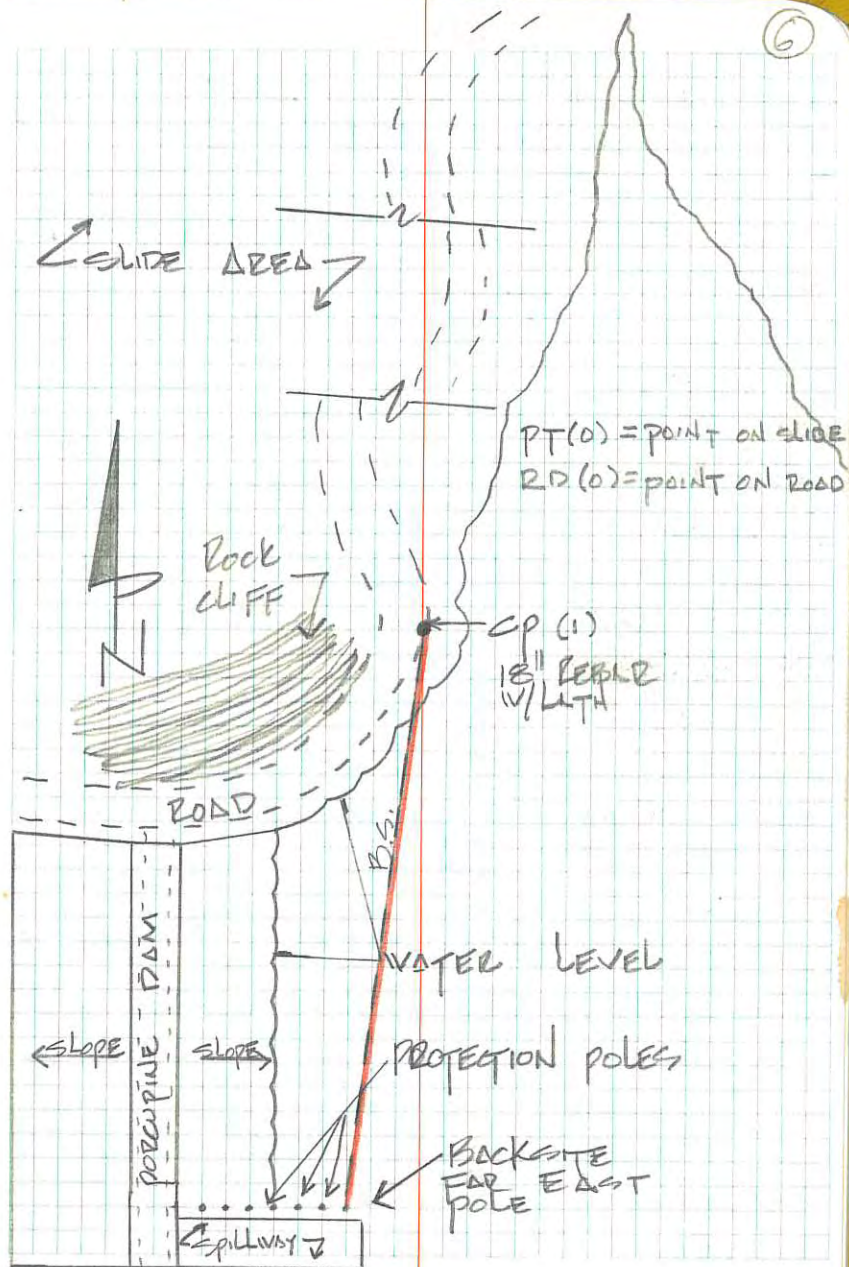 6
SLIDE AREA
PT(0) = POINT ON SLIDE
RD(0) = POINT ON ROAD
N
ROCK
CLIFF
CP (1)
18" REBAR
W/LATH
ROAD
B.S.
WATER LEVEL
PORCUPINE DAM
SLOPE
SLOPE
PROTECTION POLES
BACKSITE
FAR EAST
POLE
SPILLWAY